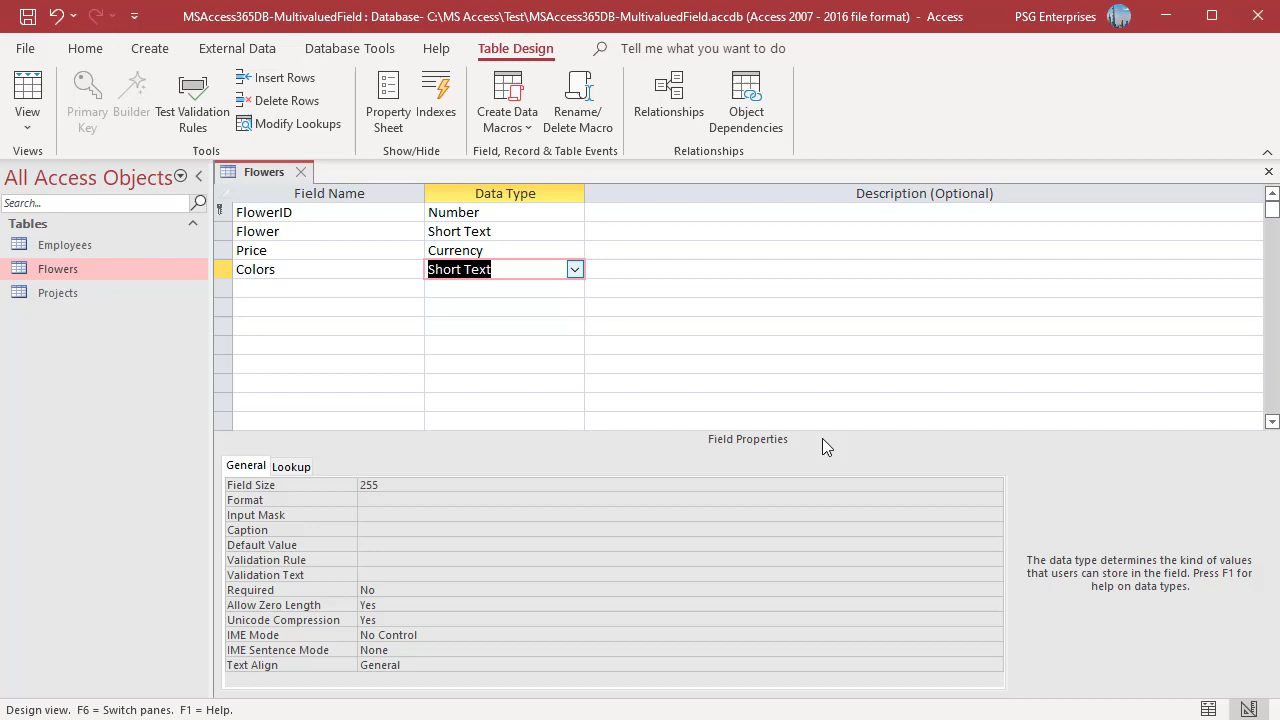 MSAccess365DB-MultivaluedField : Database- C:\MS Access\Test\MSAccess365DB-MultivaluedField.accdb (Access 2007 - 2016 file format) - Access
PSG Enterprises
File Home Create External Data Database Tools Help Table Design Tell me what you want to do
View
Primary Key
Builder
Test Validation Rules
Insert Rows
Delete Rows
Modify Lookups
Property Sheet
Indexes
Create Data Macros
Rename/ Delete Macro
Relationships
Object Dependencies
Views Tools Show/Hide Field, Record & Table Events Relationships
All Access Objects
Search...
Tables
Employees
Flowers
Projects
Flowers
Field Name Data Type Description (Optional)
FlowerID Number
Flower Short Text
Price Currency
Colors Short Text
Field Properties
General Lookup
Field Size 255
Format
Input Mask
Caption
Default Value
Validation Rule
Validation Text
Required No
Allow Zero Length Yes
Unicode Compression Yes
IME Mode No Control
IME Sentence Mode None
Text Align General
The data type determines the kind of values
that users can store in the field. Press F1 for
help on data types.
Design view. F6 = Switch panes. F1 = Help.